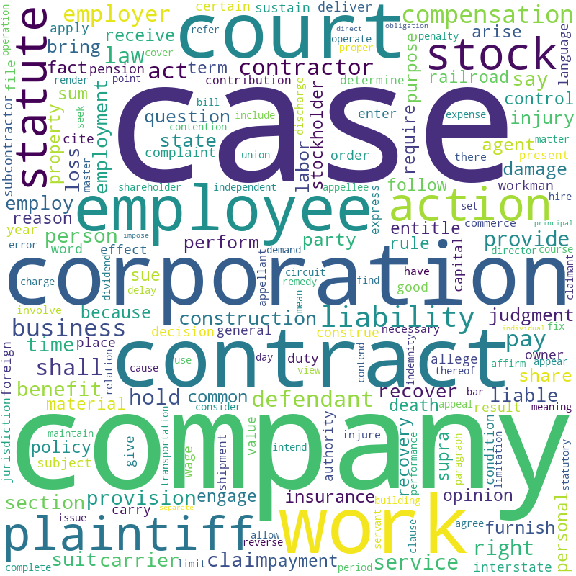 operation
employer
certain
sustain
deliver
compensation
apply
bring
court
receive
law
refer
direct
operate
proper
obligation
penalty
cover
stock
arise
language
file
fact
pension
act
term
contribution
contractor
determine
purpose
railroad
say
render
point
case
subcontractor
statute
sum
property
loss
employment
question
state
bill
include
contention
discharge
labor
stockholder
enter
expense
require
agent
control
injury
seek
cite
master
complaint
union
order
there
matter
present
damage
employ
shareholder
independent
appellee
follow
workman
hire
reason
employee
express
action
set
commerce
principal
year
person
perform
party
entitle
provide
error
word
impose
effect
sue
demand
rule
capital
director
course
claimant
charge
dividend
appellant
circuit
find
have
corporation
remedy
good
involve
delay
mean
because
construction
liability
judgment
business
decision
general
construe
necessary
individual
fix
foreign
time
place
cause
use
day
duty
allege
owner
pay
affirm
appear
shall
relation
contract
view
contend
thereof
share
benefit
hold
common
defendant
recover
bar
appeal
meaning
material
consider
indemnity
liable
death
result
jurisdiction
maintain
policy
give
company
value
intend
injure
authority
recovery
supra
paragraph
condition
limitation
statutory
subject
transportation
wage
shipment
performance
section
provision
engage
insurance
opinion
personal
issue
carry
separate
work
building
servant
clause
agree
furnish
plaintiff
reverse
allow
right
complete
suit
carrier
limit
claim
payment
period
service
interstate